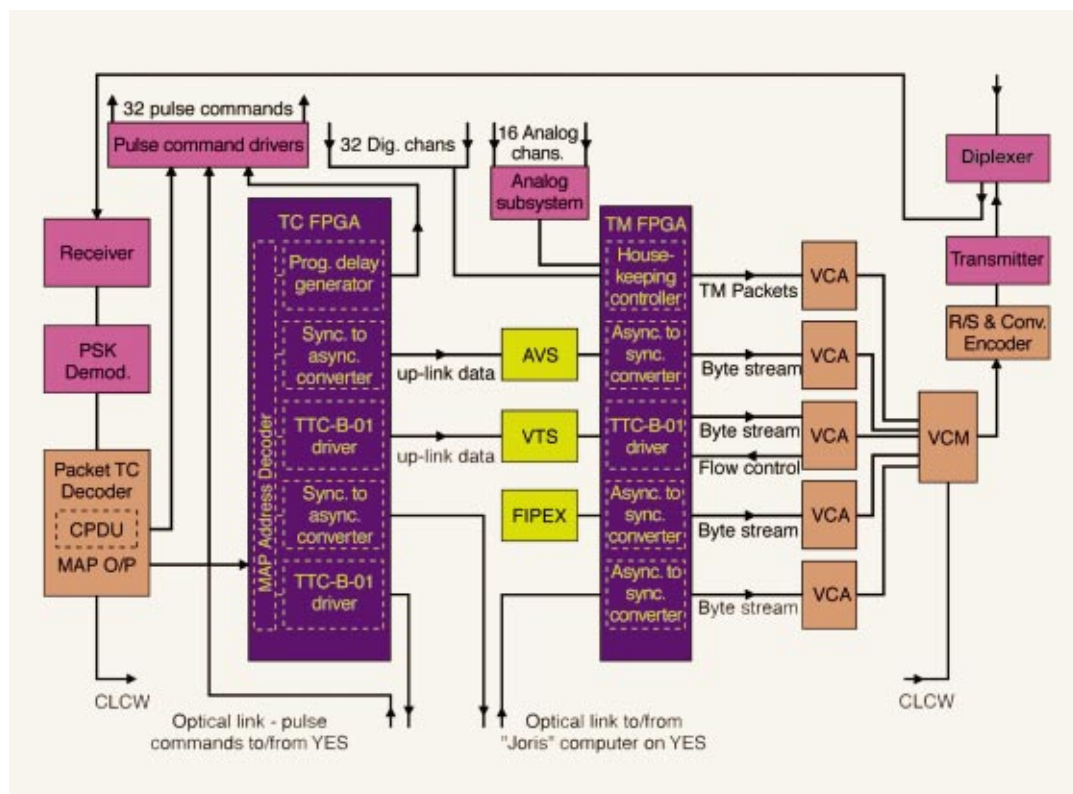 32 pulse commands
Pulse command drivers
32 Dig. chans
16 Analog
chans.
Analog
subsystem
Diplexer
Receiver
TC FPGA
Prog. delay
generator
TM FPGA
House-
keeping
controller
TM Packets
VCA
Transmitter
R/S & Conv.
Encoder
PSK
Demod.
Sync. to
async.
converter
up-link data
AVS
Async. to
sync.
converter
Byte stream
VCA
MAP Address Decoder
TTC-B-01
driver
up-link data
VTS
TTC-B-01
driver
Byte stream
Flow control
VCA
VCM
Packet TC
Decoder
CPDU
MAP O/P
Sync. to
async.
converter
FIPEX
Async. to
sync.
converter
Byte stream
VCA
TTC-B-01
driver
Async. to
sync.
converter
Byte stream
VCA
CLCW
CLCW
Optical link - pulse
commands to/from YES
Optical link to/from
"Joris" computer on YES